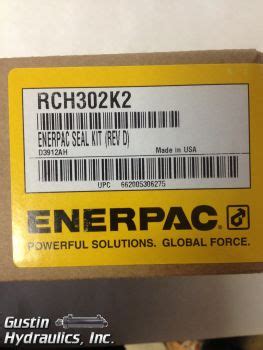 RCH302K2
ENERPAC SEAL KIT (REV D)
D3912AH
Made in USA
UPC 662005306275
ENERPAC®
POWERFUL SOLUTIONS. GLOBAL FORCE.
Gustin
Hydraulics, Inc.